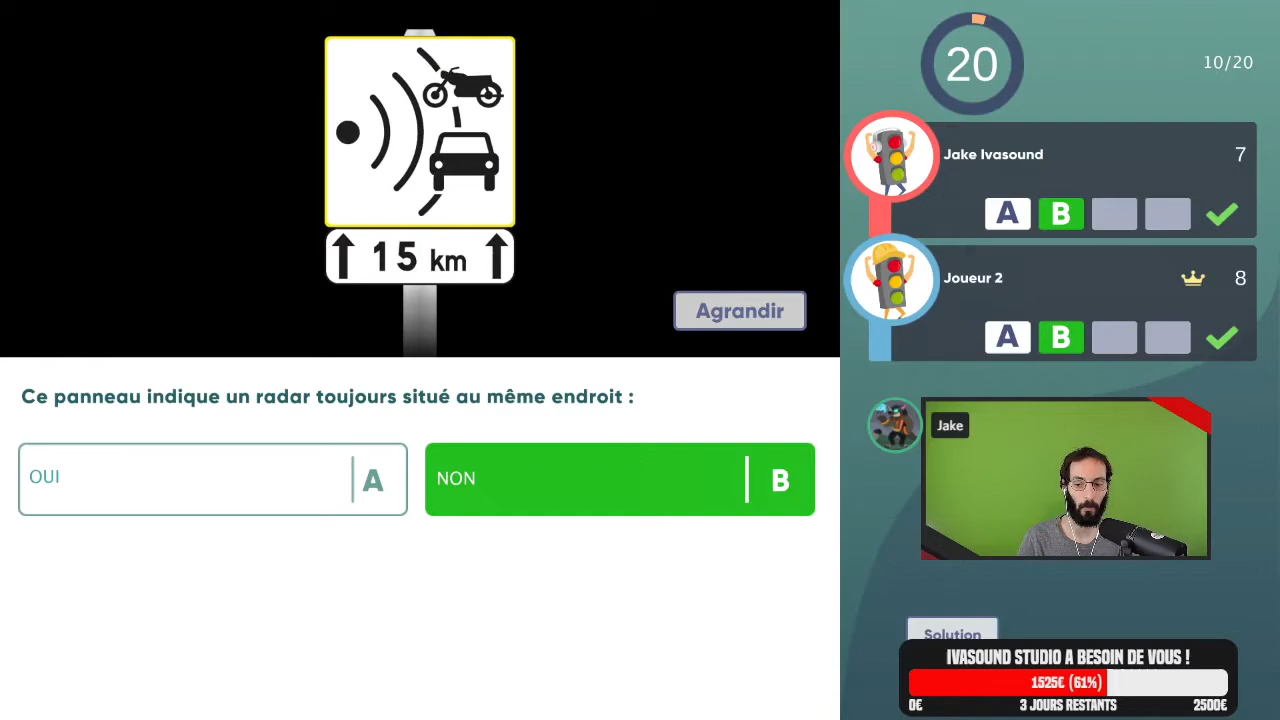 15 km
Agrandir
Ce panneau indique un radar toujours situé au même endroit :
OUI
A
NON
B
20
10/20
Jake Ivasound
7
A B
Joueur 2
8
A B
Jake
Solution
IVASOUND STUDIO A BESOIN DE VOUS !
1525€ (61%)
0€ 3 JOURS RESTANTS 2500€